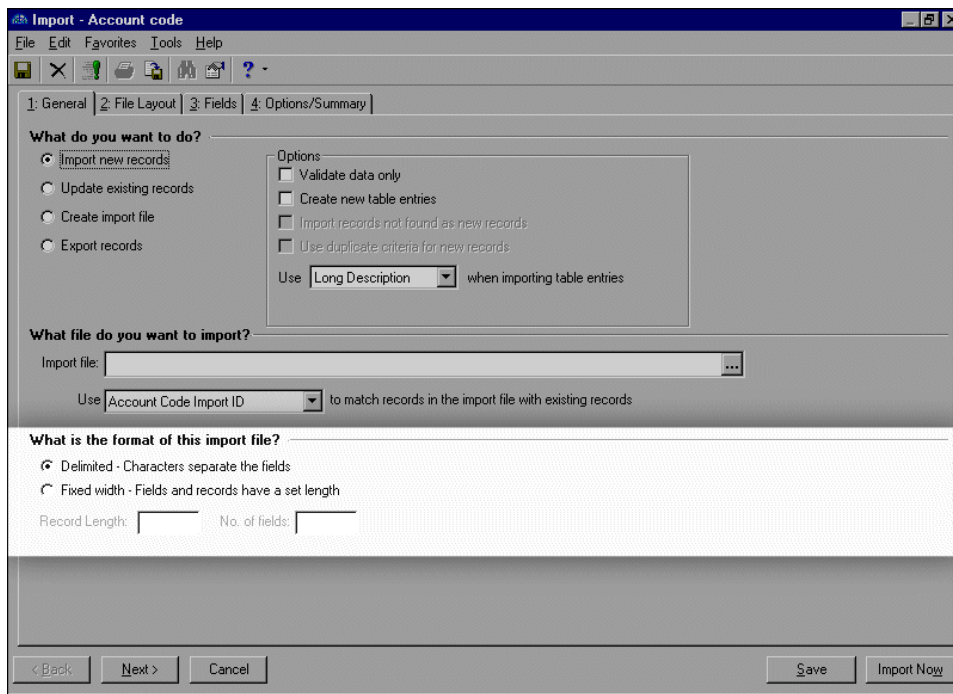 Import - Account code
File Edit Favorites Tools Help
1: General 2: File Layout 3: Fields 4: Options/Summary
What do you want to do?
Import new records
Update existing records
Create import file
Export records
Options
Validate data only
Create new table entries
Import records not found as new records
Use duplicate criteria for new records
Use Long Description when importing table entries
What file do you want to import?
Import file: ...
Use Account Code Import ID to match records in the import file with existing records
What is the format of this import file?
Delimited - Characters separate the fields
Fixed width - Fields and records have a set length
Record Length: No. of fields:
< Back Next > Cancel Save Import Now